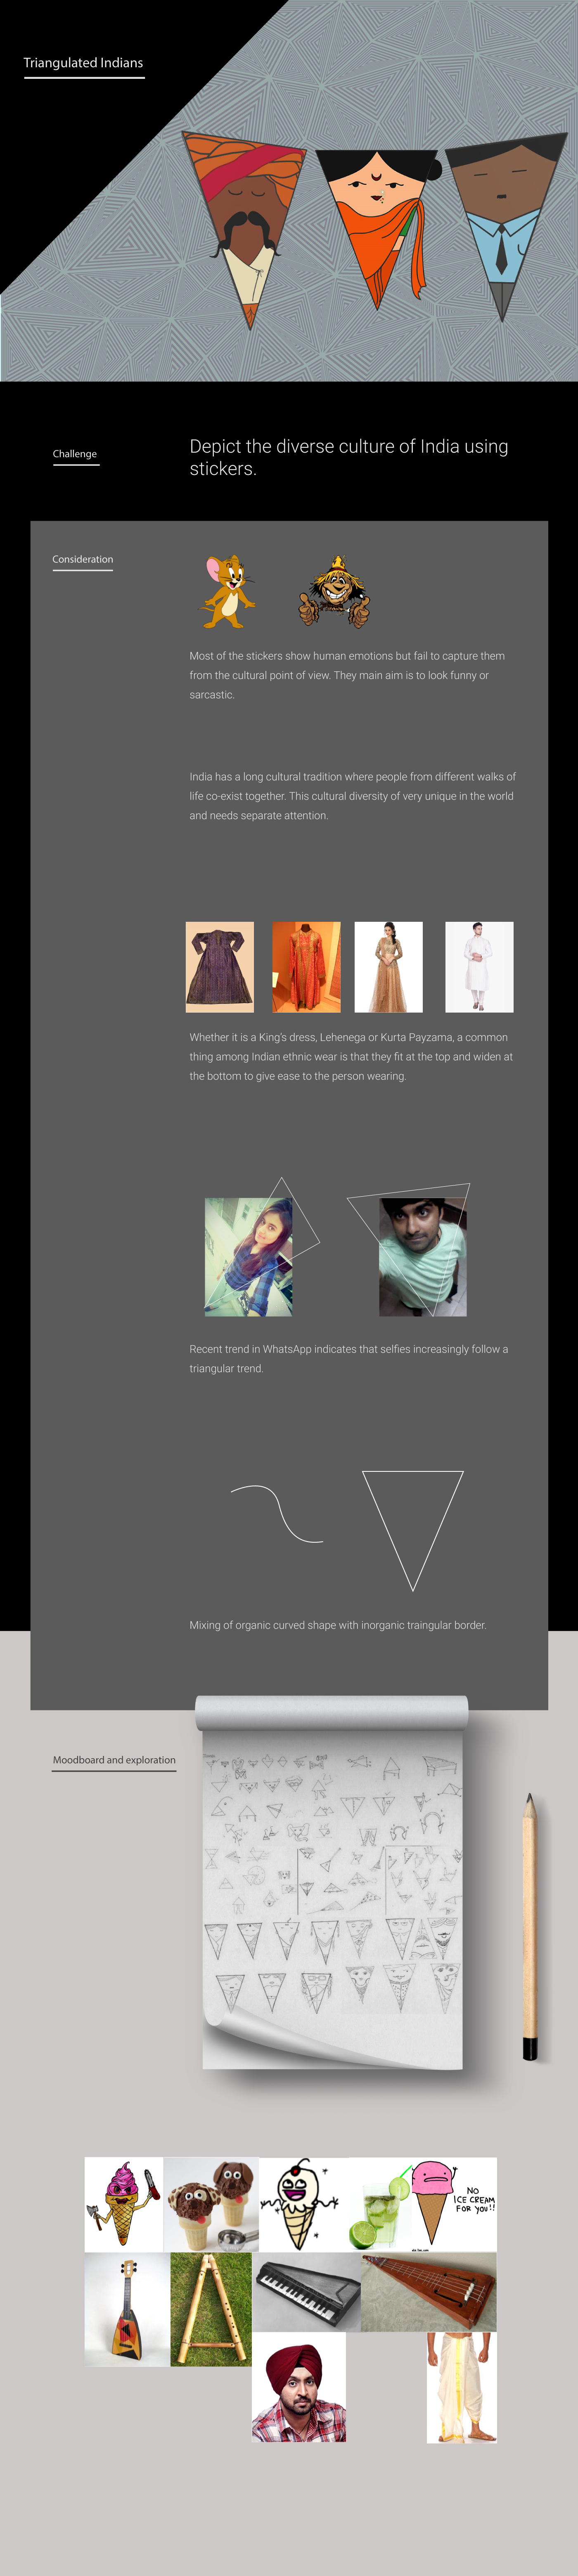 Triangulated Indians
Challenge
Depict the diverse culture of India using
stickers.
Consideration
Most of the stickers show human emotions but fail to capture them
from the cultural point of view. They main aim is to look funny or
sarcastic.
India has a long cultural tradition where people from different walks of
life co-exist together. This cultural diversity of very unique in the world
and needs separate attention.
Whether it is a King's dress, Lehenega or Kurta Payzama, a common
thing among Indian ethnic wear is that they fit at the top and widen at
the bottom to give ease to the person wearing.
Recent trend in WhatsApp indicates that selfies increasingly follow a
triangular trend.
Mixing of organic curved shape with inorganic traingular border.
Moodboard and exploration
NO
ICE CREAM
FOR YOU!!